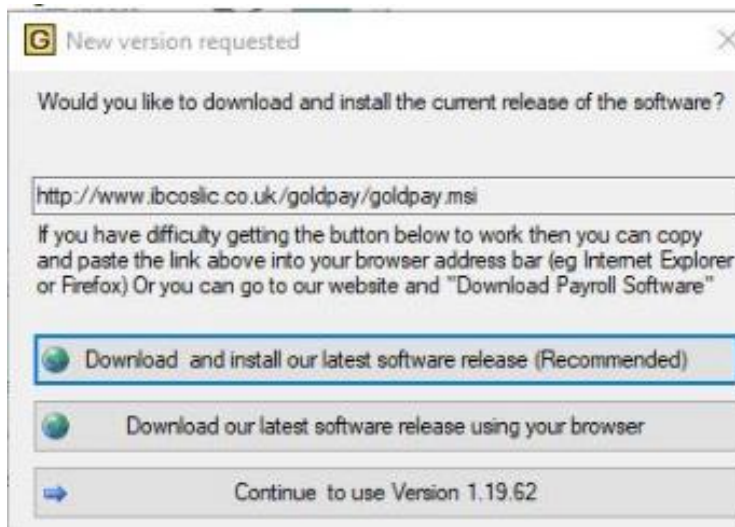 G New version requested
Would you like to download and install the current release of the software?
http://www.ibcoslic.co.uk/goldpay/goldpay.msi
If you have difficulty getting the button below to work then you can copy
and paste the link above into your browser address bar (eg Internet Explorer
or Firefox) Or you can go to our website and "Download Payroll Software"
Download and install our latest software release (Recommended)
Download our latest software release using your browser
Continue to use Version 1.19.62